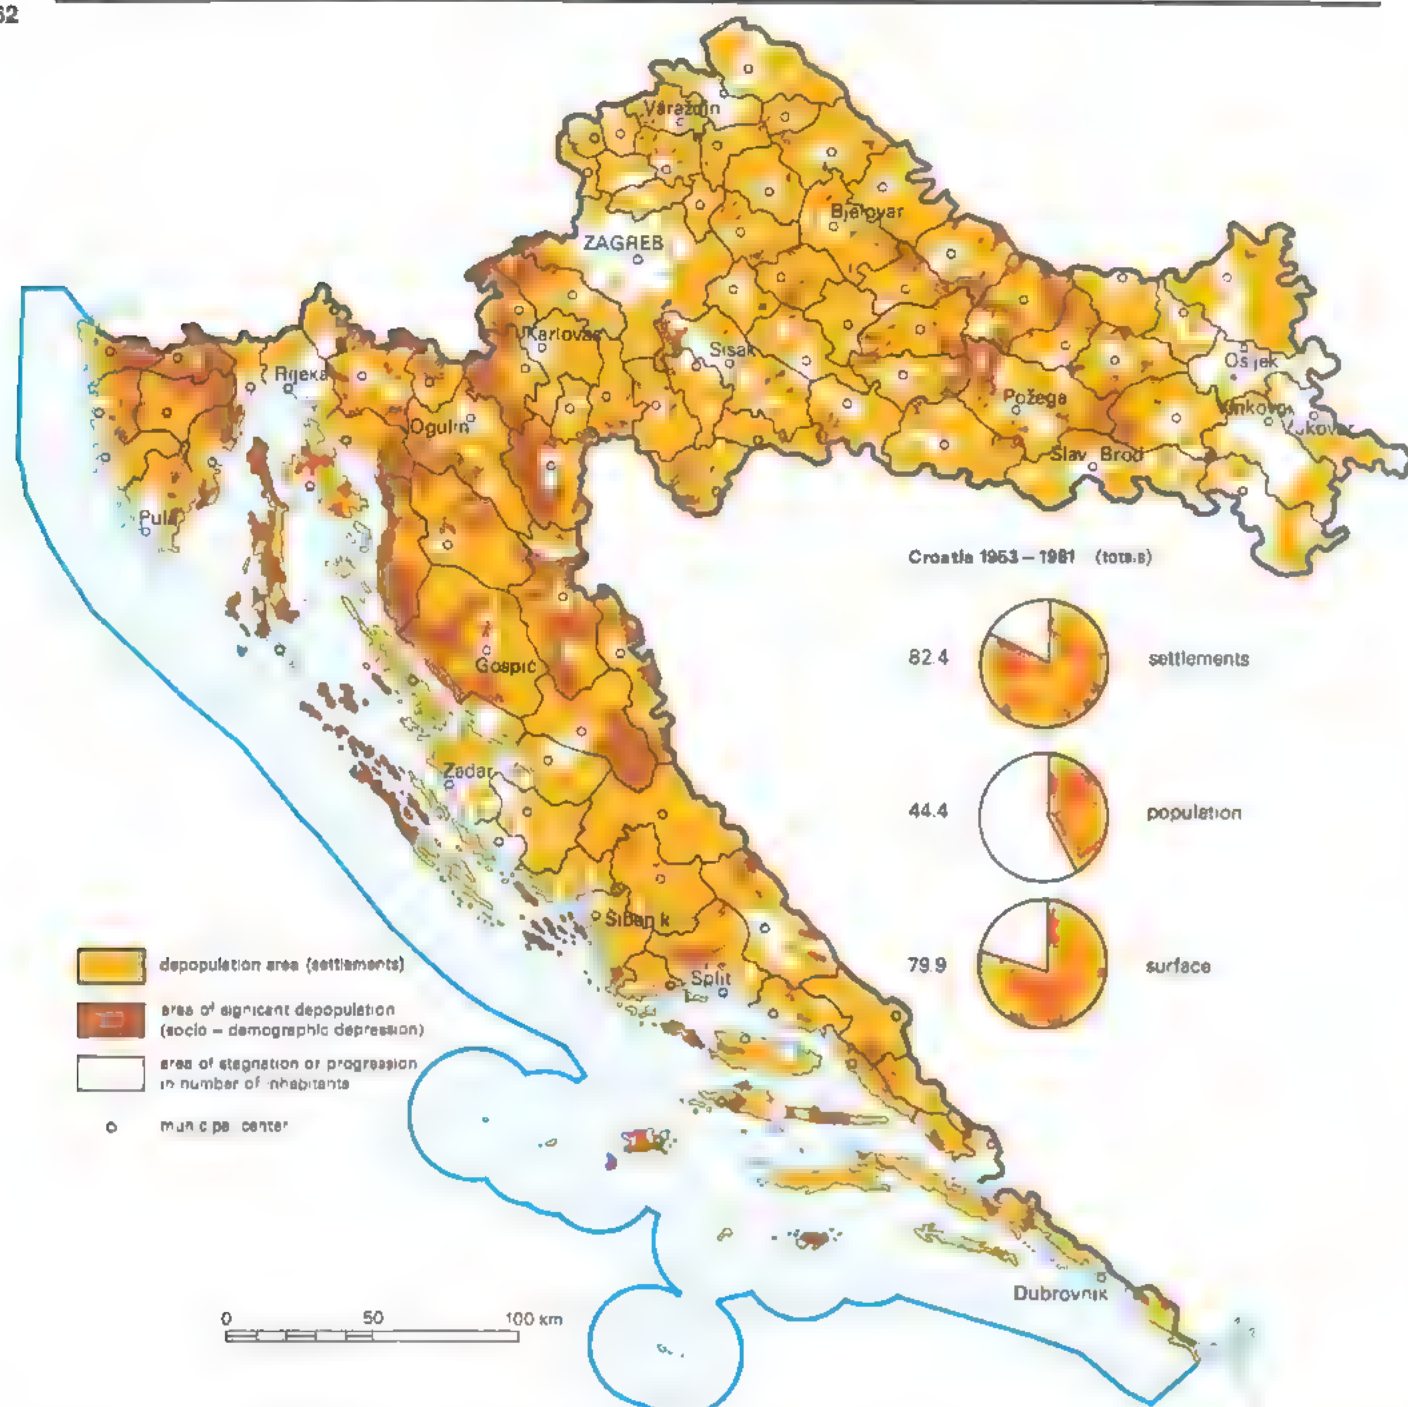 62
Varaždin
Bjelovar
ZAGREB
Karlovac
Sisak
Osijek
Rijeka
Požega
Vinkovci
Ogulin
Vukovar
Slav Brod
Pula
Croatia 1953 – 1981 (totals)
82.4 settlements
Gospić
Zadar
44.4 population
Šibenik
depopulation area (settlements)
79.9 surface
Split
area of signicant depopulation
(socio – demographic depression)
area of stagnation or progression
in number of inhabitants
municipal center
Dubrovnik
0 50 100 km